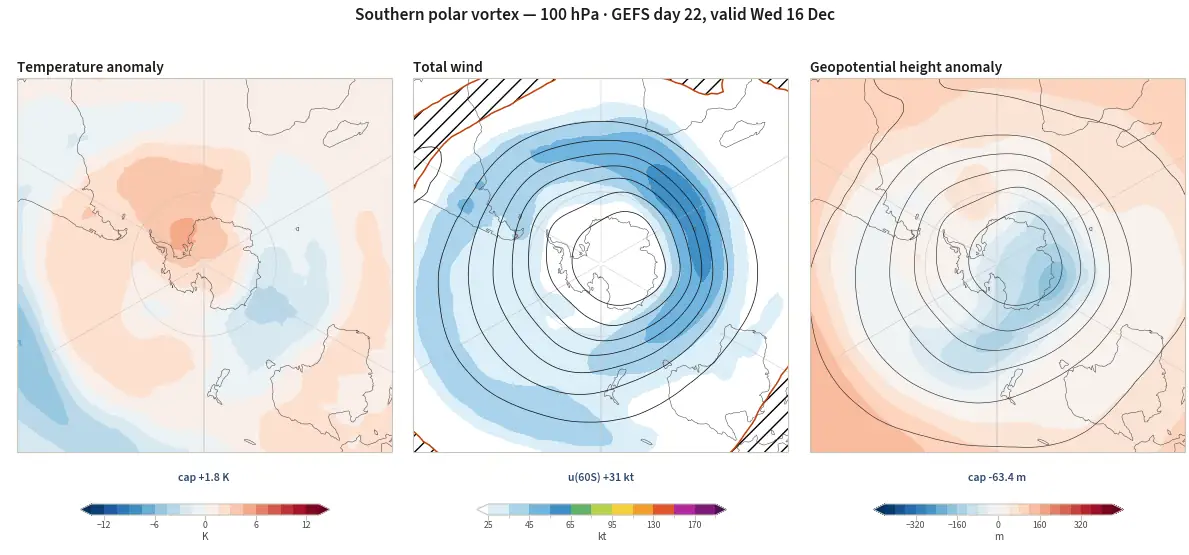 Southern polar vortex — 100 hPa · GEFS day 22, valid Wed 16 Dec
Temperature anomaly
Total wind
Geopotential height anomaly
cap +1.8 K
u(60S) +31 kt
cap -63.4 m
−12 −6 0 6 12
K
25 45 65 95 130 170
kt
−320 −160 0 160 320
m